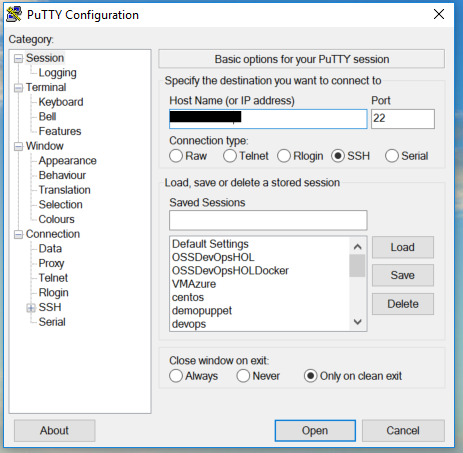 PuTTY Configuration
Category:
Session
Logging
Terminal
Keyboard
Bell
Features
Window
Appearance
Behaviour
Translation
Selection
Colours
Connection
Data
Proxy
Telnet
Rlogin
SSH
Serial
Basic options for your PuTTY session
Specify the destination you want to connect to
Host Name (or IP address) Port
22
Connection type:
Raw Telnet Rlogin SSH Serial
Load, save or delete a stored session
Saved Sessions
Default Settings
OSSDevOpsHOL
OSSDevOpsHOLDocker
VMAzure
centos
demopuppet
devops
Load
Save
Delete
Close window on exit:
Always Never Only on clean exit
About Open Cancel